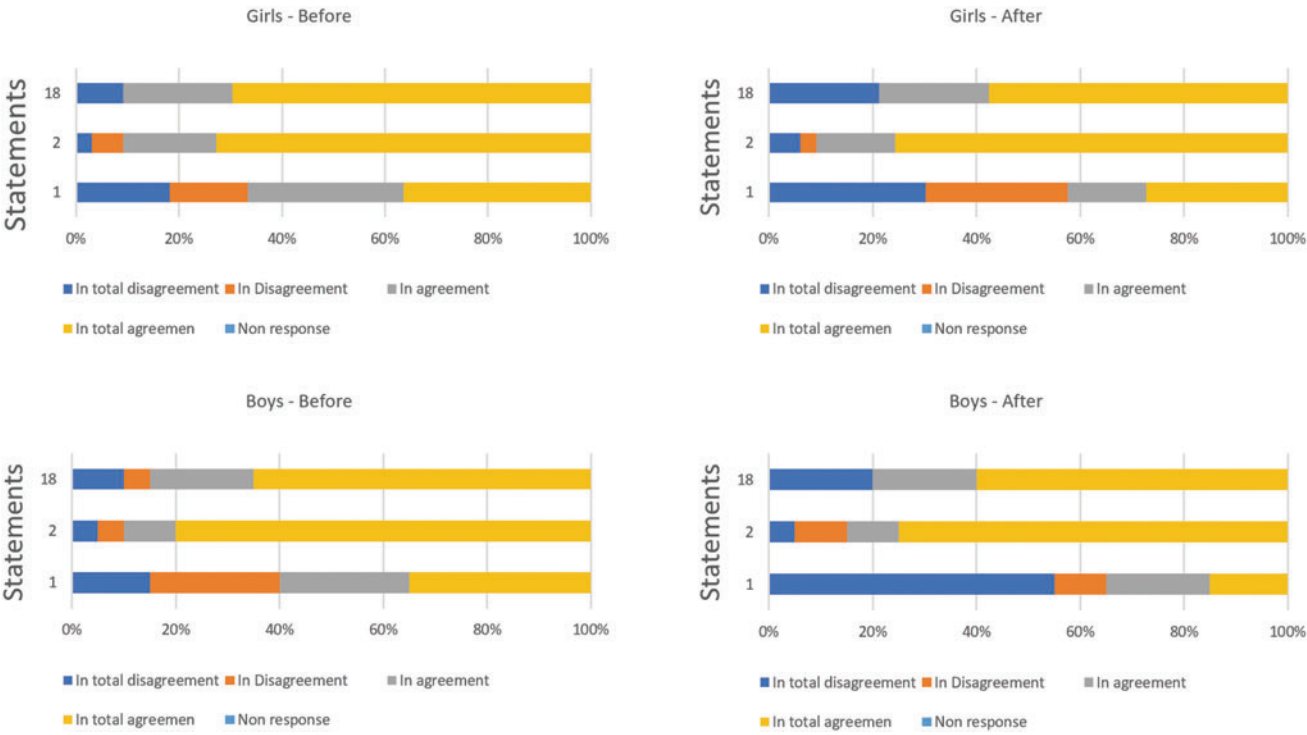 Girls - Before
Statements
18
2
1
0% 20% 40% 60% 80% 100%
In total disagreement In Disagreement In agreement
In total agreemen Non response
Girls - After
Statements
18
2
1
0% 20% 40% 60% 80% 100%
In total disagreement In Disagreement In agreement
In total agreemen Non response
Boys - Before
Statements
18
2
1
0% 20% 40% 60% 80% 100%
In total disagreement In Disagreement In agreement
In total agreemen Non response
Boys - After
Statements
18
2
1
0% 20% 40% 60% 80% 100%
In total disagreement In Disagreement In agreement
In total agreemen Non response